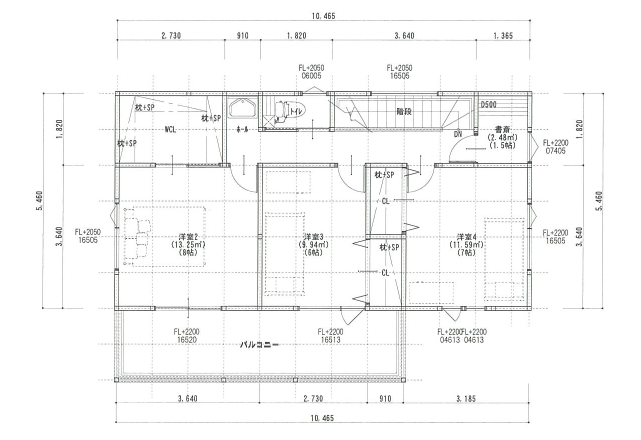 10.465
2.730 910 1.820 3.640 1.365
FL+2050
06005
FL+2050
16505
枕+SP
枕+SP
枕+SP
WCL
ホール
トイレ
階段
D500
DN
書斎
(2.48㎡)
(1.5帖)
FL+2200
07405
1.820
3.640
5.460
1.820
3.640
5.460
枕+SP
CL
枕+SP
CL
洋室2
(13.25㎡)
(8帖)
洋室3
(9.94㎡)
(6帖)
洋室4
(11.59㎡)
(7帖)
FL+2050
16505
FL+2200
16505
FL+2200
16520
FL+2200
16513
FL+2200
04613
FL+2200
04613
バルコニー
3.640 2.730 910 3.185
10.465